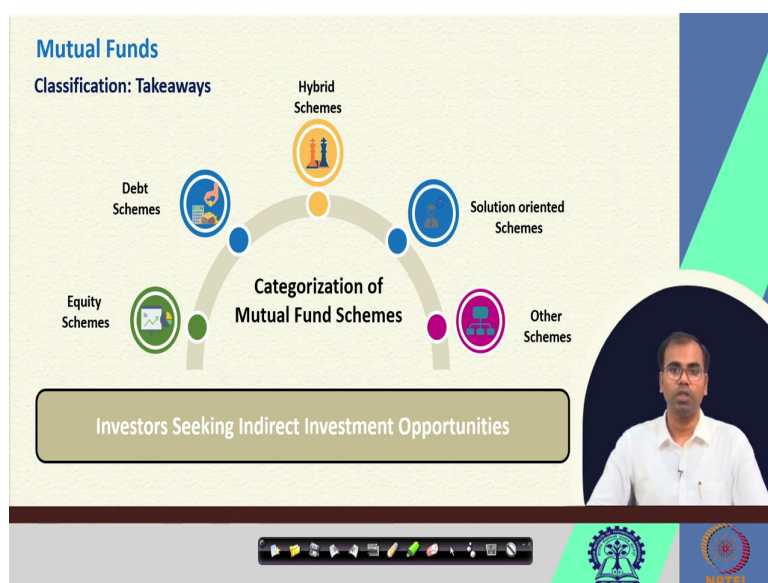 Mutual Funds
Classification: Takeaways
Hybrid
Schemes
Debt
Schemes
Solution oriented
Schemes
Equity
Schemes
Categorization of
Mutual Fund Schemes
Other
Schemes
Investors Seeking Indirect Investment Opportunities
NPTEL